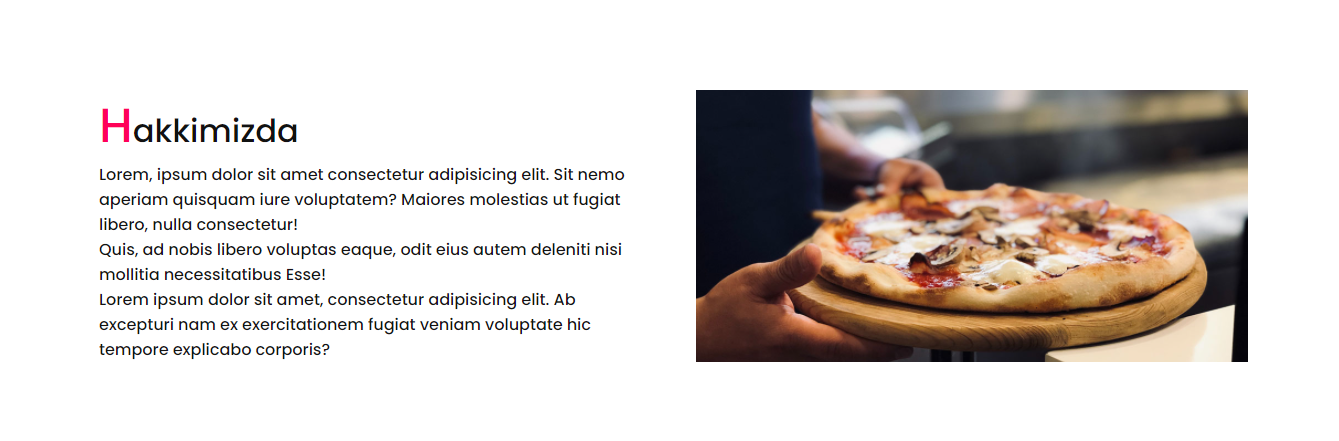 Hakkimizda
Lorem, ipsum dolor sit amet consectetur adipisicing elit. Sit nemo
aperiam quisquam iure voluptatem? Maiores molestias ut fugiat
libero, nulla consectetur!
Quis, ad nobis libero voluptas eaque, odit eius autem deleniti nisi
mollitia necessitatibus Esse!
Lorem ipsum dolor sit amet, consectetur adipisicing elit. Ab
excepturi nam ex exercitationem fugiat veniam voluptate hic
tempore explicabo corporis?